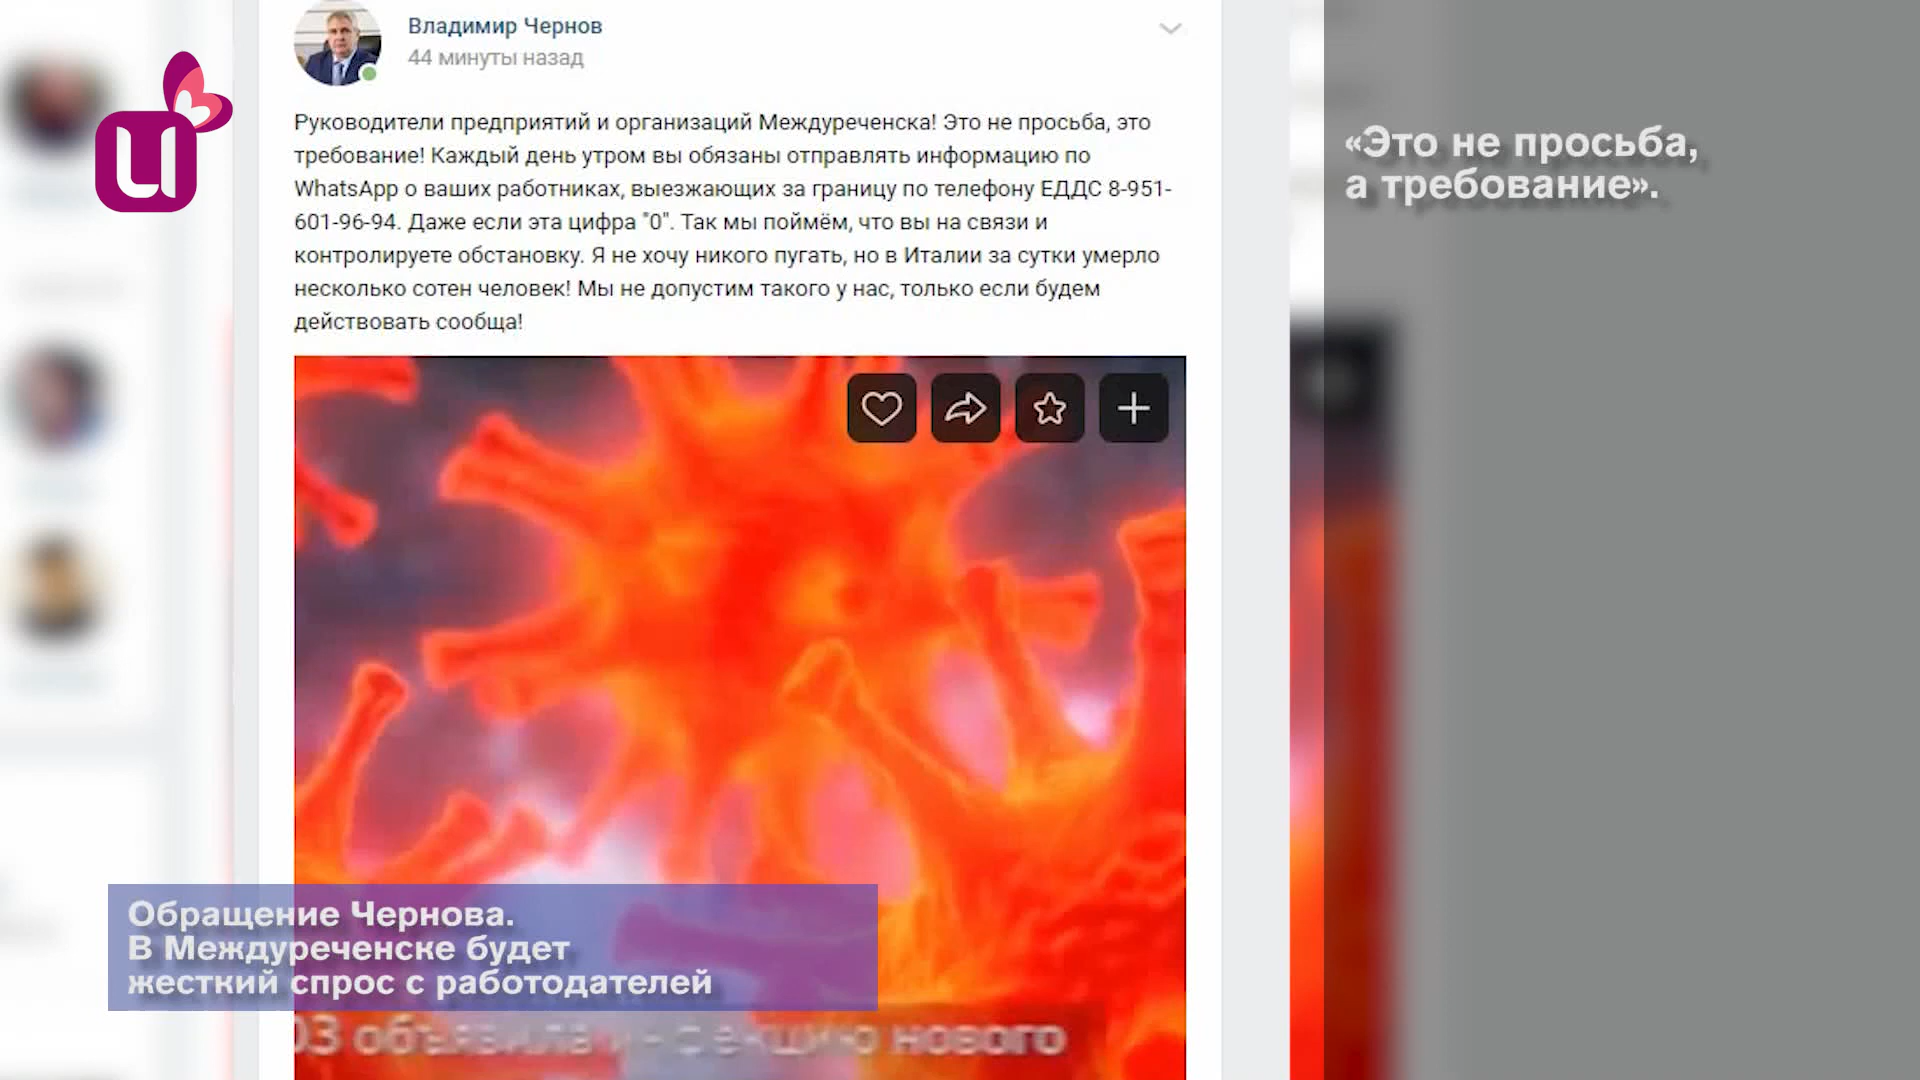 Владимир Чернов
44 минуты назад
Руководители предприятий и организаций Междуреченска! Это не просьба, это
требование! Каждый день утром вы обязаны отправлять информацию по
WhatsApp о ваших работниках, выезжающих за границу по телефону ЕДДС 8-951-
601-96-94. Даже если эта цифра "0". Так мы поймём, что вы на связи и
контролируете обстановку. Я не хочу никого пугать, но в Италии за сутки умерло
несколько сотен человек! Мы не допустим такого у нас, только если будем
действовать сообща!
«Это не просьба,
а требование».
Обращение Чернова.
В Междуреченске будет
жесткий спрос с работодателей
ОЗ объявила инфекцию нового